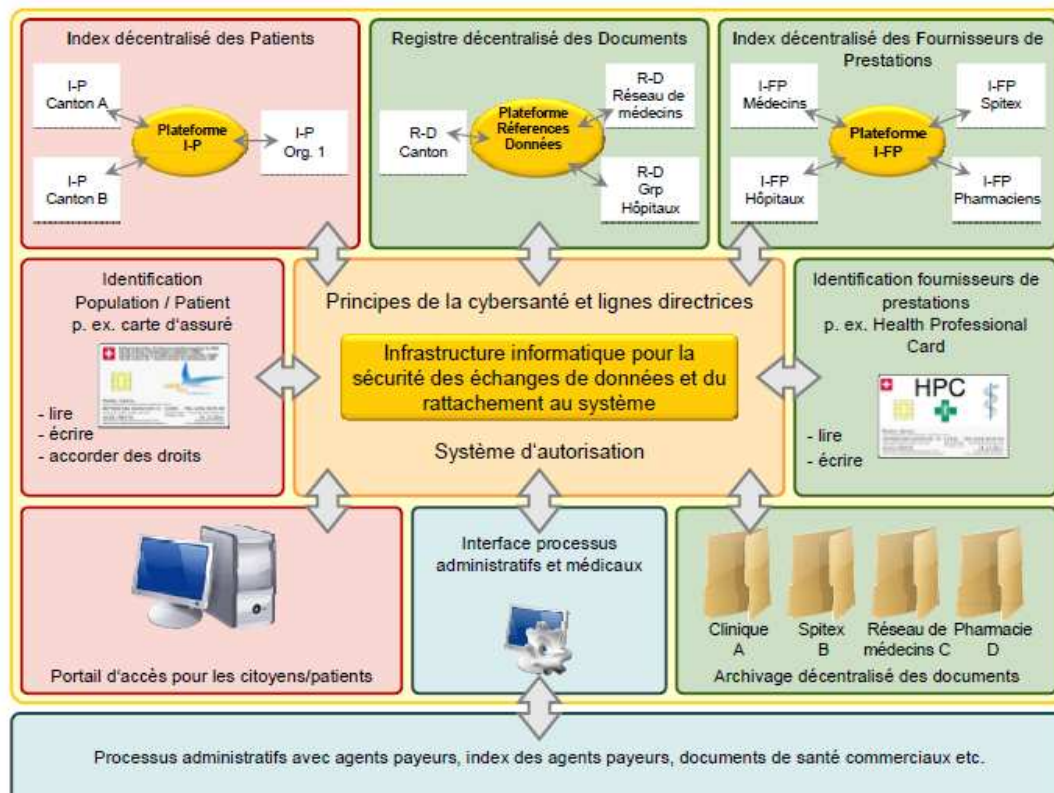 Index décentralisé des Patients
I-P
Canton A
Plateforme
I-P
I-P
Org. 1
I-P
Canton B
Registre décentralisé des Documents
R-D
Réseau de
médecins
Plateforme
Réferences
Données
R-D
Canton
R-D
Grp
Hôpitaux
Index décentralisé des Fournisseurs de
Prestations
I-FP
Médecins
I-FP
Spitex
Plateforme
I-FP
I-FP
Hôpitaux
I-FP
Pharmaciens
Identification
Population / Patient
p. ex. carte d'assuré
- lire
- écrire
- accorder des droits
Principes de la cybersanté et lignes directrices
Infrastructure informatique pour la
sécurité des échanges de données et du
rattachement au système
Système d'autorisation
Identification fournisseurs de
prestations
p. ex. Health Professional
Card
HPC
- lire
- écrire
Portail d'accès pour les citoyens/patients
Interface processus
administratifs et médicaux
Clinique
A
Spitex
B
Réseau de
médecins C
Pharmacie
D
Archivage décentralisé des documents
Processus administratifs avec agents payeurs, index des agents payeurs, documents de santé commerciaux etc.